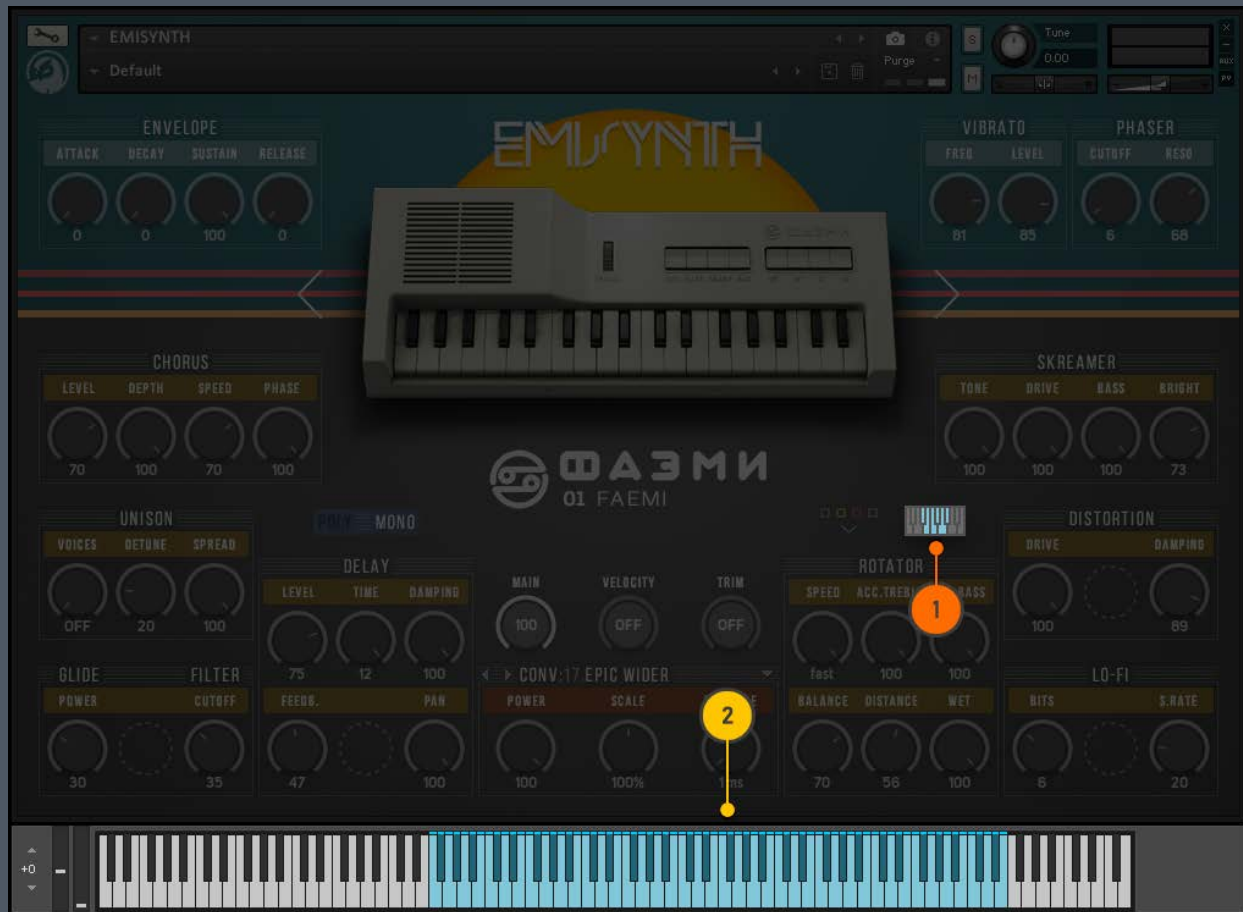 EMISYNTH
Default
Purge
S
M
Tune
0.00
AUX
PV
ENVELOPE
ATTACK DECAY SUSTAIN RELEASE
0 0 100 0
EMISYNTH
VIBRATO
FREQ LEVEL
81 85
PHASER
CUTOFF RESO
6 68
ФАЭМИ
CHORUS
LEVEL DEPTH SPEED PHASE
70 100 70 100
SKREAMER
TONE DRIVE BASS BRIGHT
100 100 100 73
ФАЭМИ
01 FAEMI
UNISON
VOICES DETUNE SPREAD
OFF 20 100
POLY MONO
DELAY
LEVEL TIME DAMPING
75 12 100
FEEDB. PAN
47 100
MAIN VELOCITY TRIM
100 OFF OFF
ROTATOR
SPEED
1
BASS
fast 100 100
BALANCE DISTANCE WET
70 56 100
DISTORTION
DRIVE DAMPING
100 89
GLIDE FILTER
POWER CUTOFF
30 35
CONV:17 EPIC WIDER
POWER SCALE
2
100 100%
LO-FI
BITS S.RATE
6 20
+0